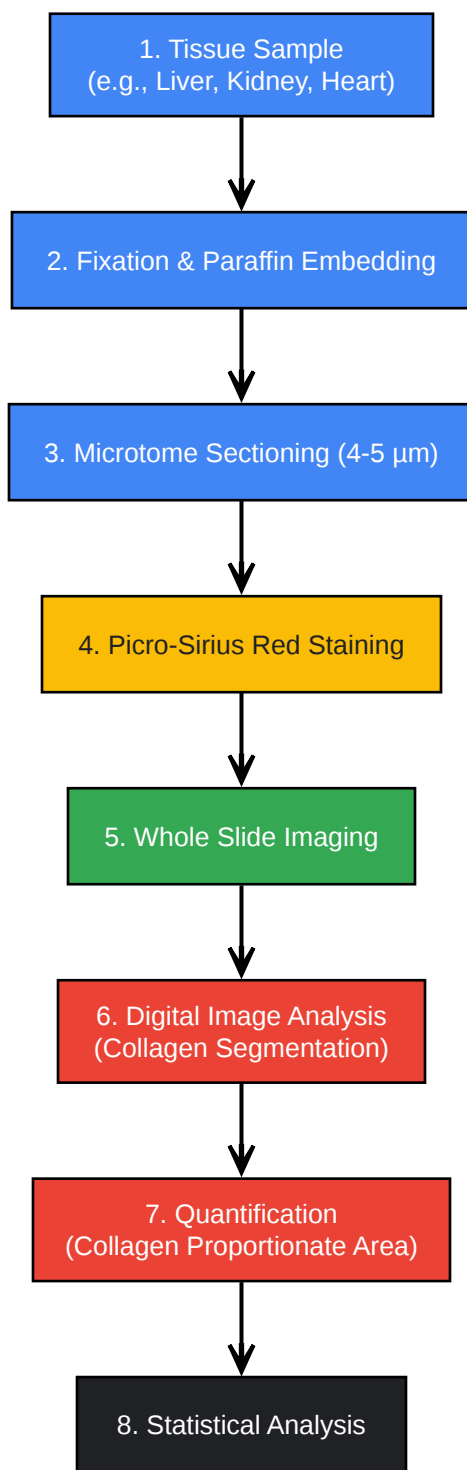 1. Tissue Sample
(e.g., Liver, Kidney, Heart)
2. Fixation & Paraffin Embedding
3. Microtome Sectioning (4-5 µm)
4. Picro-Sirius Red Staining
5. Whole Slide Imaging
6. Digital Image Analysis
(Collagen Segmentation)
7. Quantification
(Collagen Proportionate Area)
8. Statistical Analysis